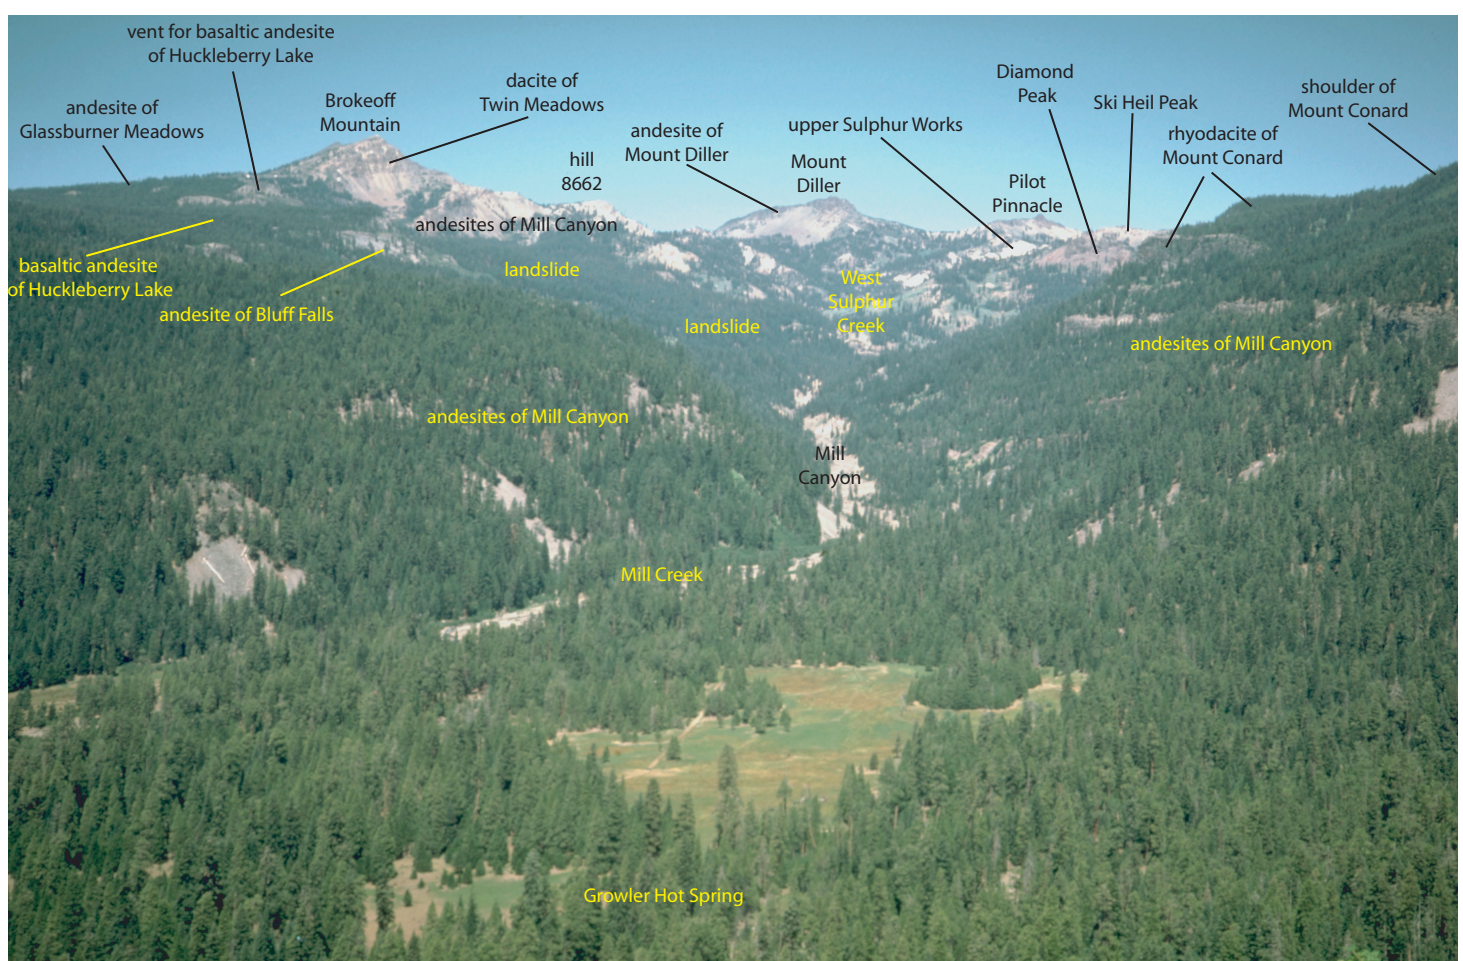 vent for basaltic andesite
of Huckleberry Lake
andesite of
Glassburner Meadows
Brokeoff
Mountain
dacite of
Twin Meadows
hill
8662
andesite of
Mount Diller
Mount
Diller
upper Sulphur Works
Diamond
Peak
Ski Heil Peak
Pilot
Pinnacle
rhyodacite of
Mount Conard
shoulder of
Mount Conard
andesites of Mill Canyon
basaltic andesite
of Huckleberry Lake
andesite of Bluff Falls
landslide
landslide
West
Sulphur
Creek
andesites of Mill Canyon
andesites of Mill Canyon
Mill
Canyon
Mill Creek
Growler Hot Spring